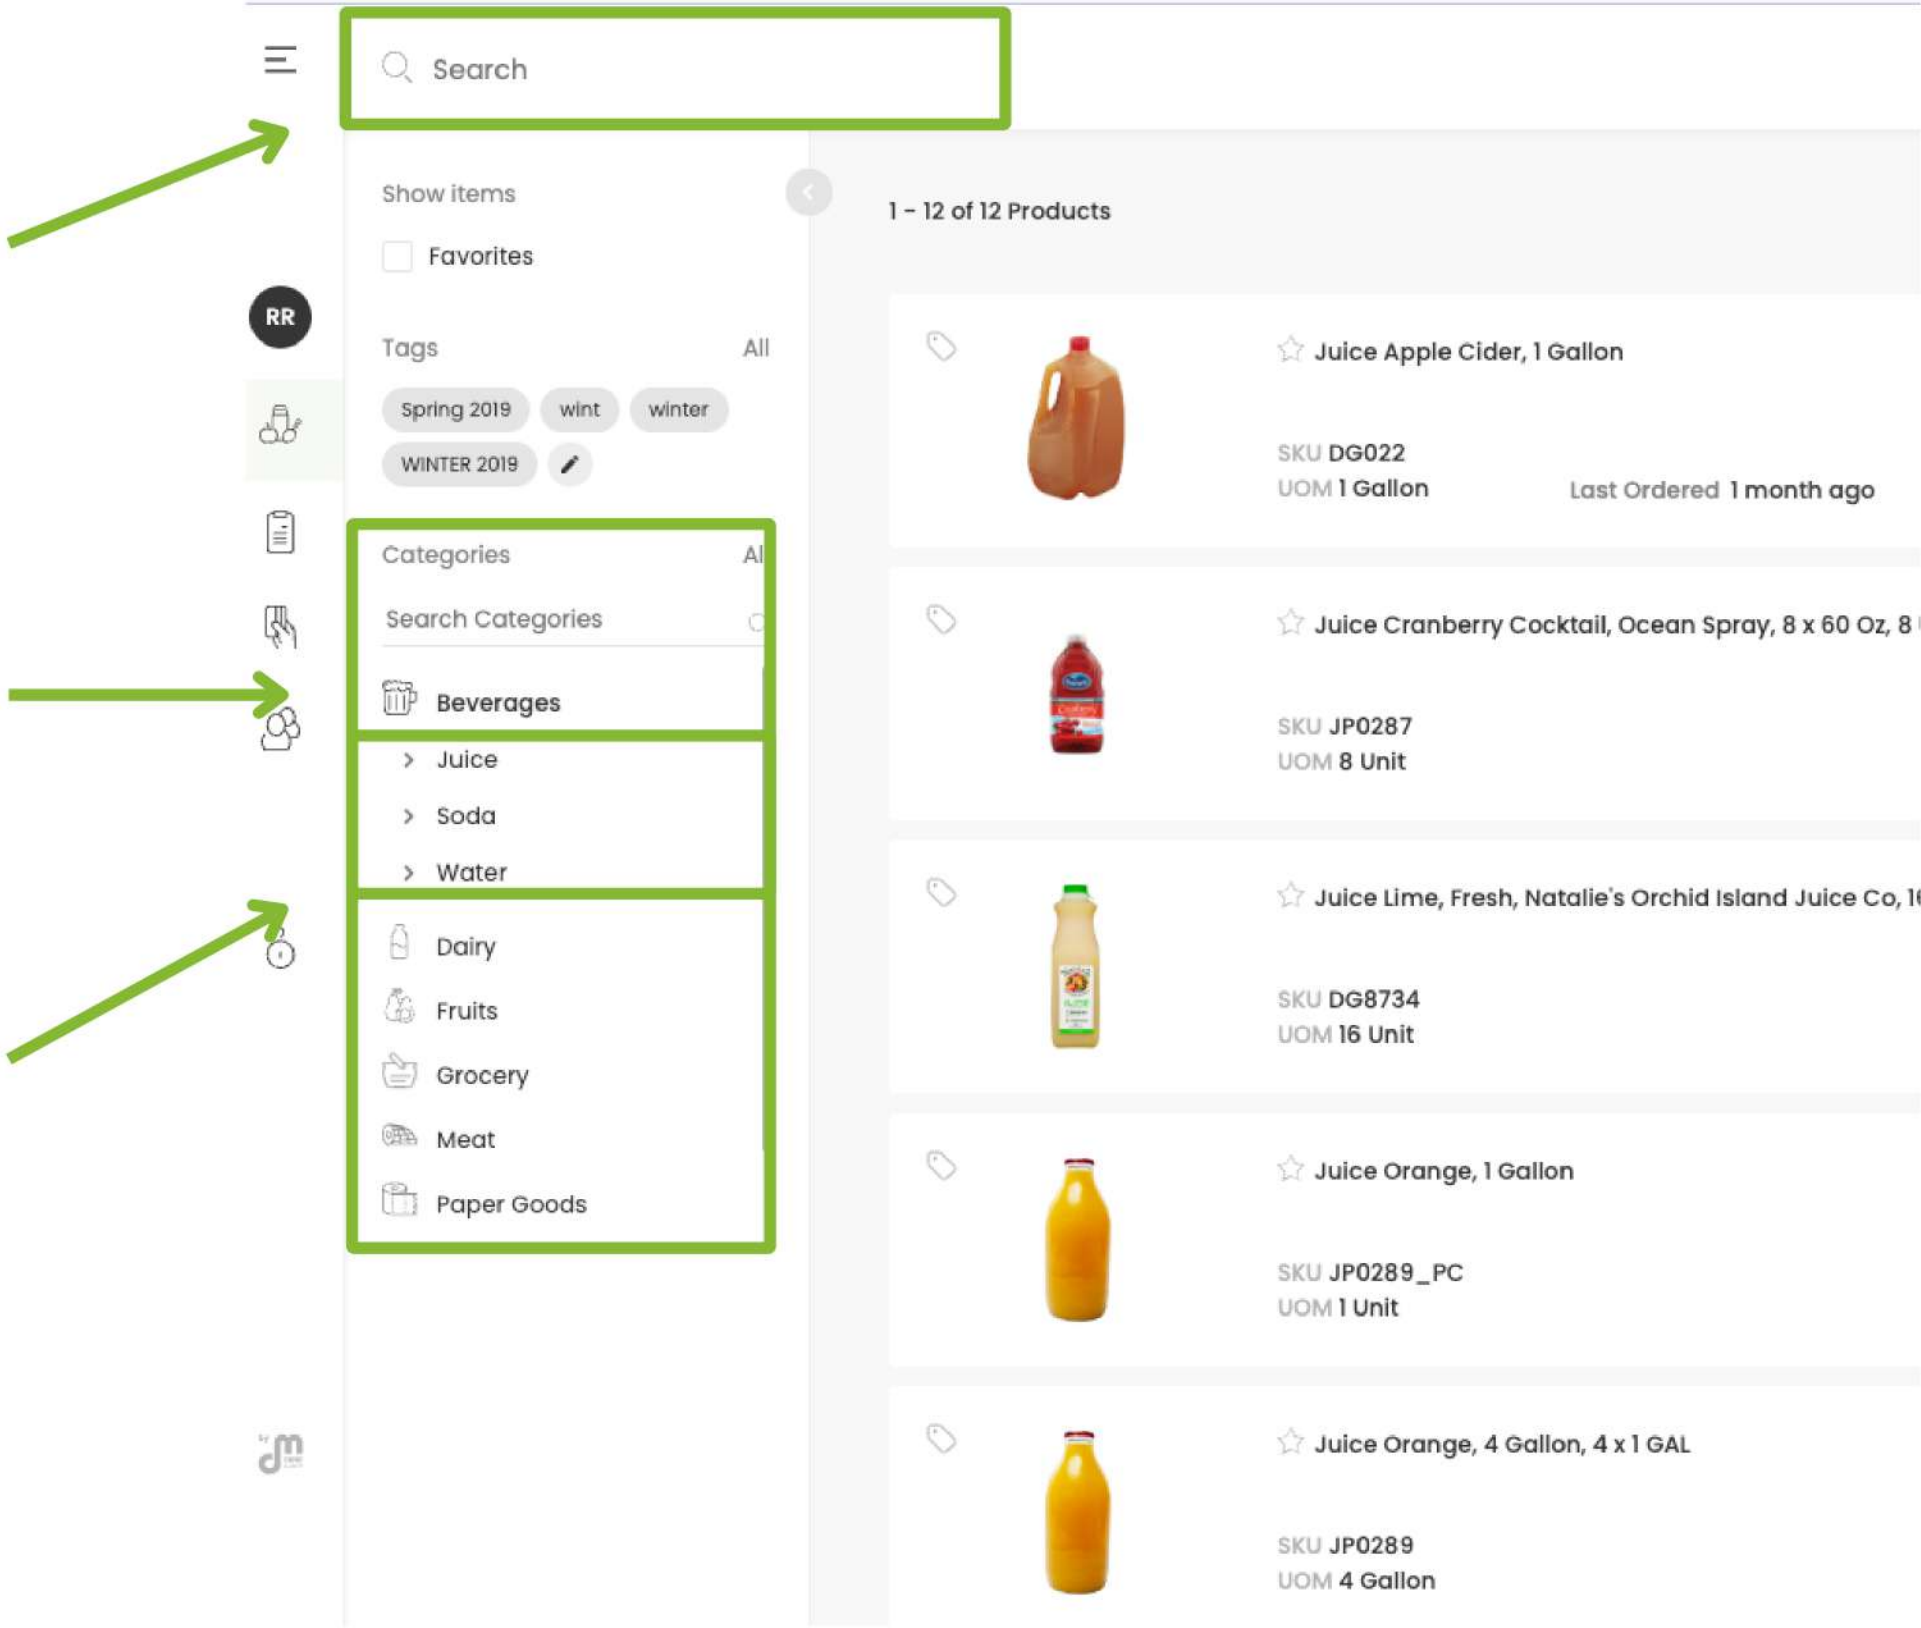 Search
Show items
Favorites
1 - 12 of 12 Products
RR
Tags All
Spring 2019 wint winter
WINTER 2019
Juice Apple Cider, 1 Gallon
SKU DG022
UOM 1 Gallon Last Ordered 1 month ago
Categories
Search Categories
Beverages
Juice
Soda
Water
Dairy
Fruits
Grocery
Meat
Paper Goods
Juice Cranberry Cocktail, Ocean Spray, 8 x 60 Oz, 8
SKU JP0287
UOM 8 Unit
Juice Lime, Fresh, Natalie's Orchid Island Juice Co,
SKU DG8734
UOM 16 Unit
Juice Orange, 1 Gallon
SKU JP0289_PC
UOM 1 Unit
Juice Orange, 4 Gallon, 4 x 1 GAL
SKU JP0289
UOM 4 Gallon
by